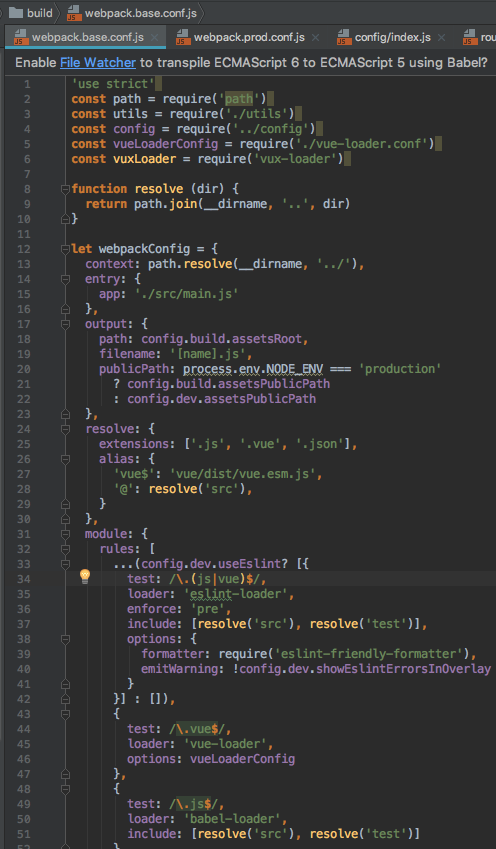 build
webpack.base.conf.js
webpack.base.conf.js
webpack.prod.conf.js
config/index.js
rou
Enable File Watcher to transpile ECMAScript 6 to ECMAScript 5 using Babel?
1 'use strict'
2 const path = require('path')
3 const utils = require('./utils')
4 const config = require('../config')
5 const vueLoaderConfig = require('./vue-loader.conf')
6 const vuxLoader = require('vux-loader')
7
8 function resolve (dir) {
9 return path.join(__dirname, '..', dir)
10 }
11
12 let webpackConfig = {
13 context: path.resolve(__dirname, '../'),
14 entry: {
15 app: './src/main.js'
16 },
17 output: {
18 path: config.build.assetsRoot,
19 filename: '[name].js',
20 publicPath: process.env.NODE_ENV === 'production'
21 ? config.build.assetsPublicPath
22 : config.dev.assetsPublicPath
23 },
24 resolve: {
25 extensions: ['.js', '.vue', '.json'],
26 alias: {
27 'vue$': 'vue/dist/vue.esm.js',
28 '@': resolve('src'),
29 }
30 },
31 module: {
32 rules: [
33 ...(config.dev.useEslint? [{
34 test: /\.(js|vue)$/,
35 loader: 'eslint-loader',
36 enforce: 'pre',
37 include: [resolve('src'), resolve('test')],
38 options: {
39 formatter: require('eslint-friendly-formatter'),
40 emitWarning: !config.dev.showEslintErrorsInOverlay
41 }
42 }] : []),
43 {
44 test: /\.vue$/,
45 loader: 'vue-loader',
46 options: vueLoaderConfig
47 },
48 {
49 test: /\.js$/,
50 loader: 'babel-loader',
51 include: [resolve('src'), resolve('test')]